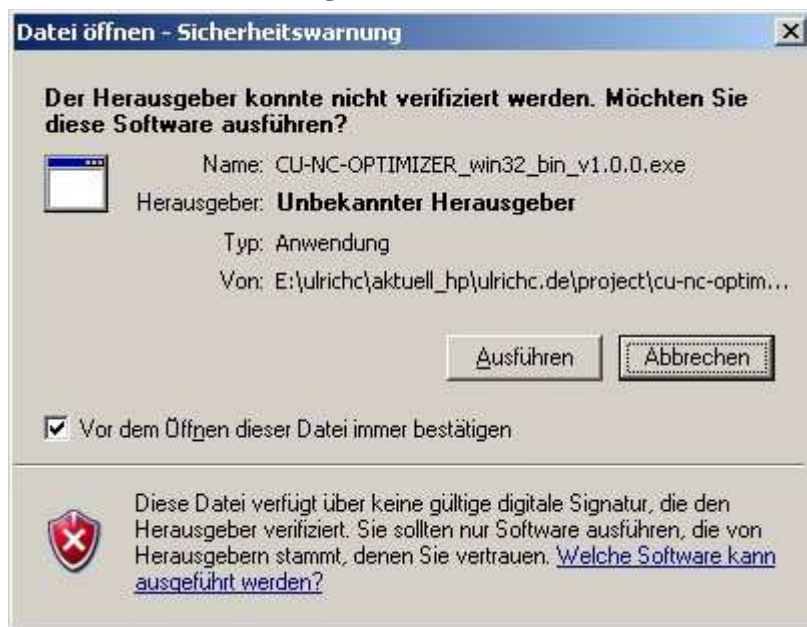 Datei öffnen - Sicherheitswarnung
Der Herausgeber konnte nicht verifiziert werden. Möchten Sie
diese Software ausführen?
Name: CU-NC-OPTIMIZER_win32_bin_v1.0.0.exe
Herausgeber: Unbekannter Herausgeber
Typ: Anwendung
Von: E:\ulrichc\aktuell_hp\ulrichc.de\project\cu-nc-optim...
Ausführen Abbrechen
Vor dem Öffnen dieser Datei immer bestätigen
Diese Datei verfügt über keine gültige digitale Signatur, die den
Herausgeber verifiziert. Sie sollten nur Software ausführen, die von
Herausgebern stammt, denen Sie vertrauen. Welche Software kann
ausgeführt werden?